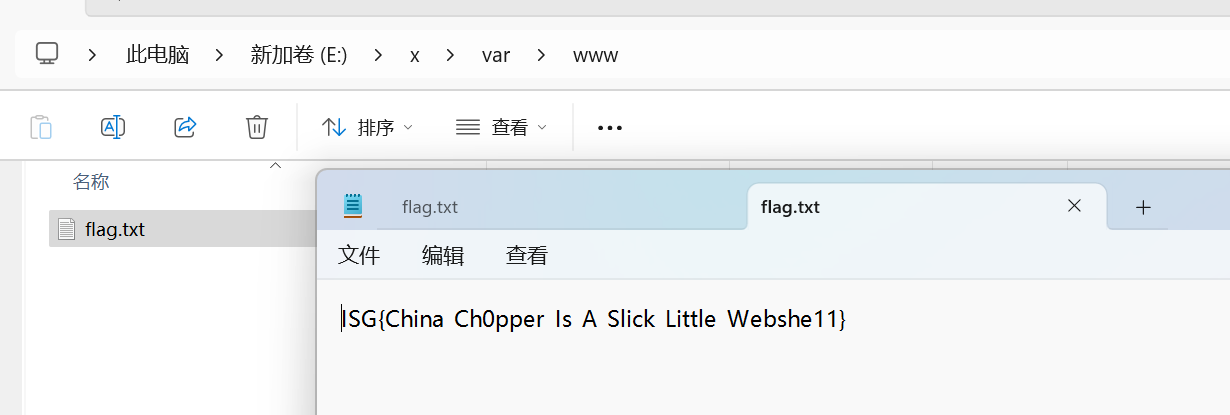 此电脑 > 新加卷 (E:) > x > var > www
排序 查看 •••
名称
flag.txt
flag.txt flag.txt
文件 编辑 查看
ISG{China Ch0pper Is A Slick Little Webshe11}